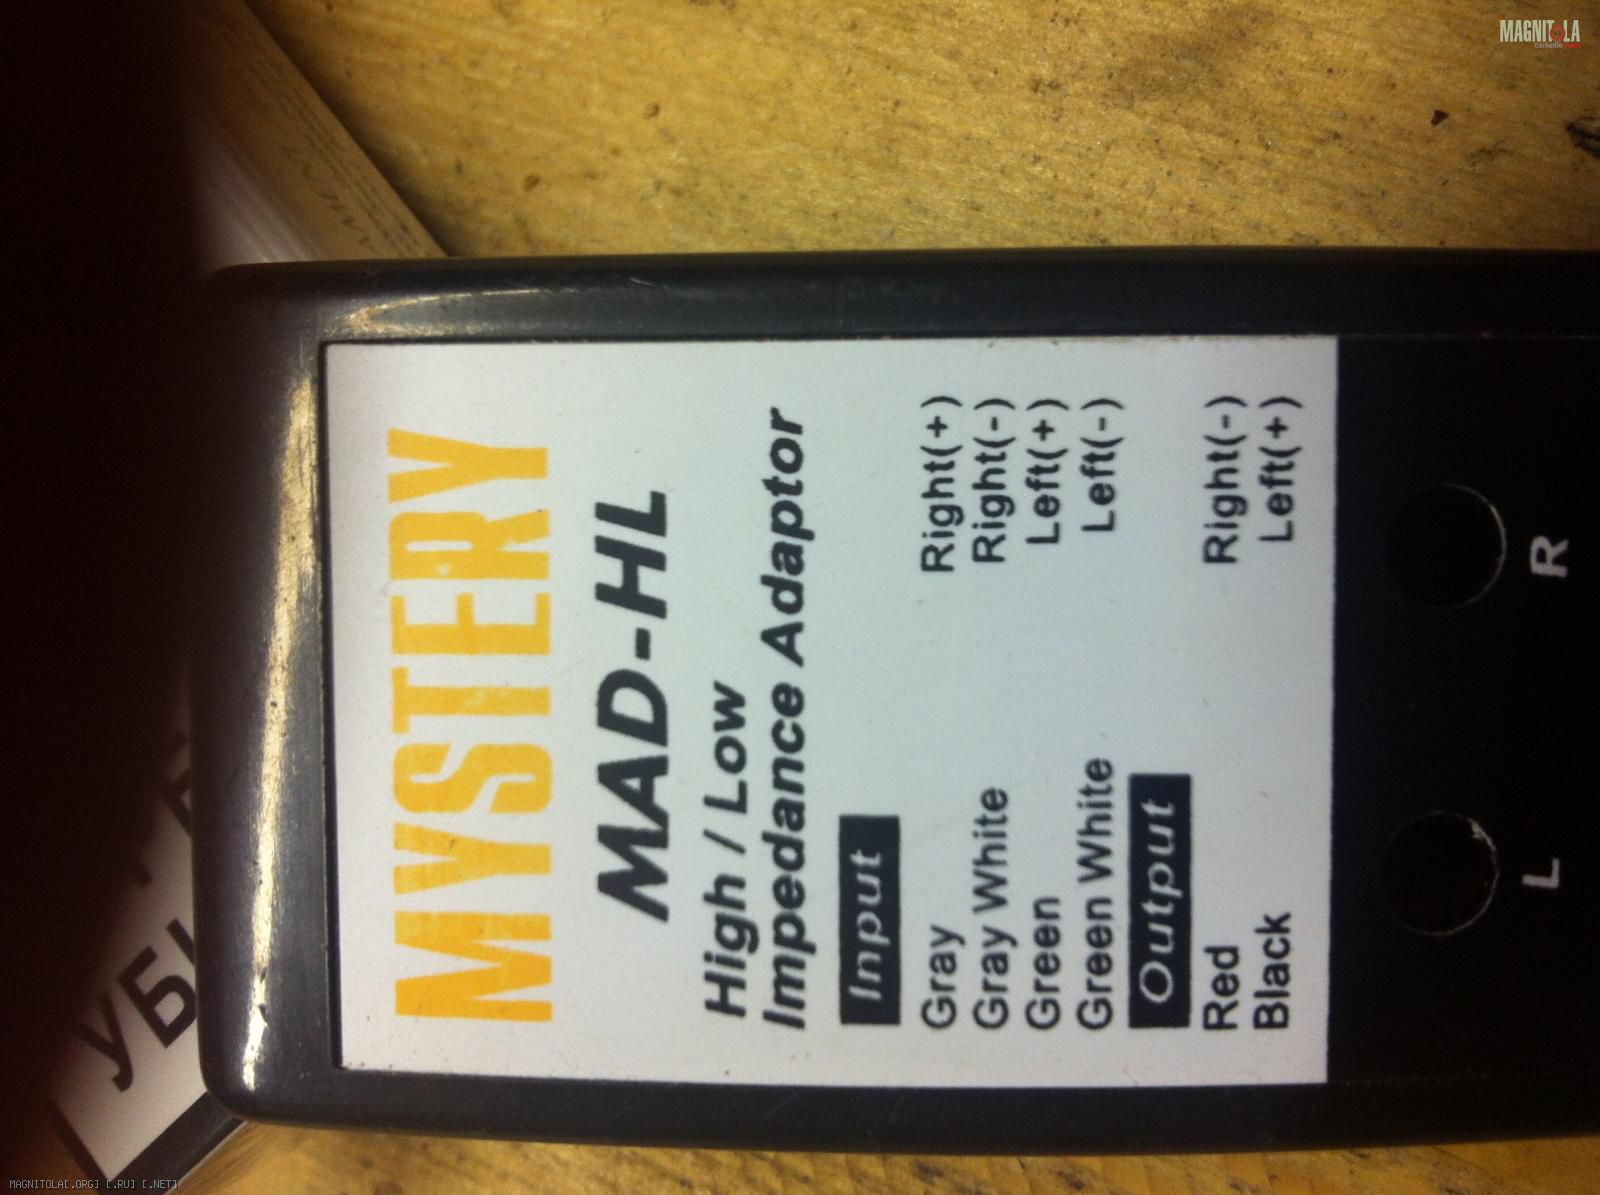 MAGNITOLA
MYSTERY
MAD-HL
High / Low
Impedance Adaptor
Input
Gray Right(+)
Gray White Right(-)
Green Left(+)
Green White Left(-)
Output
Red Right(-)
Black Left(+)
L R
MAGNITOLA[.ORG] [.RU] [.NET]